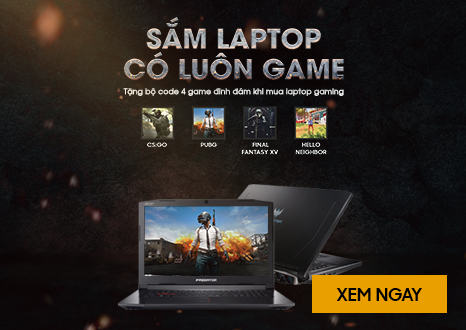 SẮM LAPTOP
CÓ LUÔN GAME
Tặng bộ code 4 game đình đám khi mua laptop gaming
CS:GO
PUBG
FINAL
FANTASY XV
HELLO
NEIGHBOR
PREDATOR
XEM NGAY